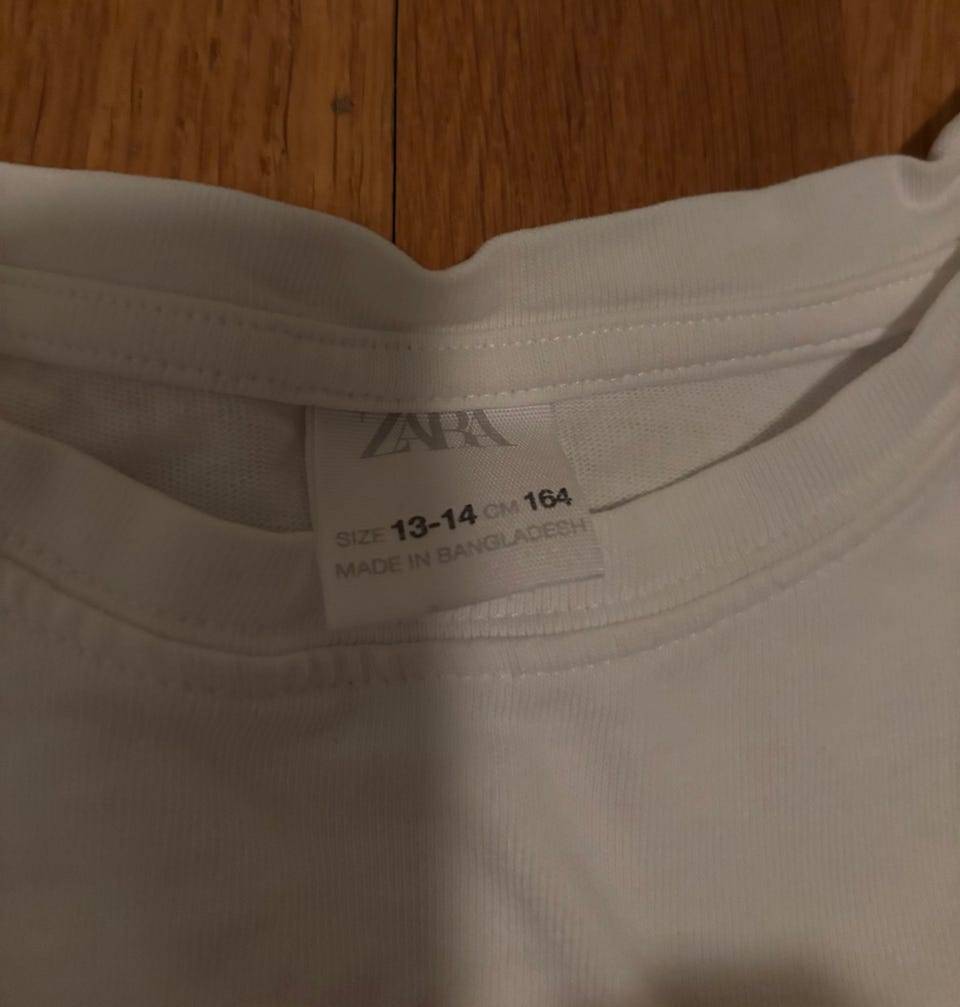 ZARA
SIZE 13-14 CM 164
MADE IN BANGLADESH